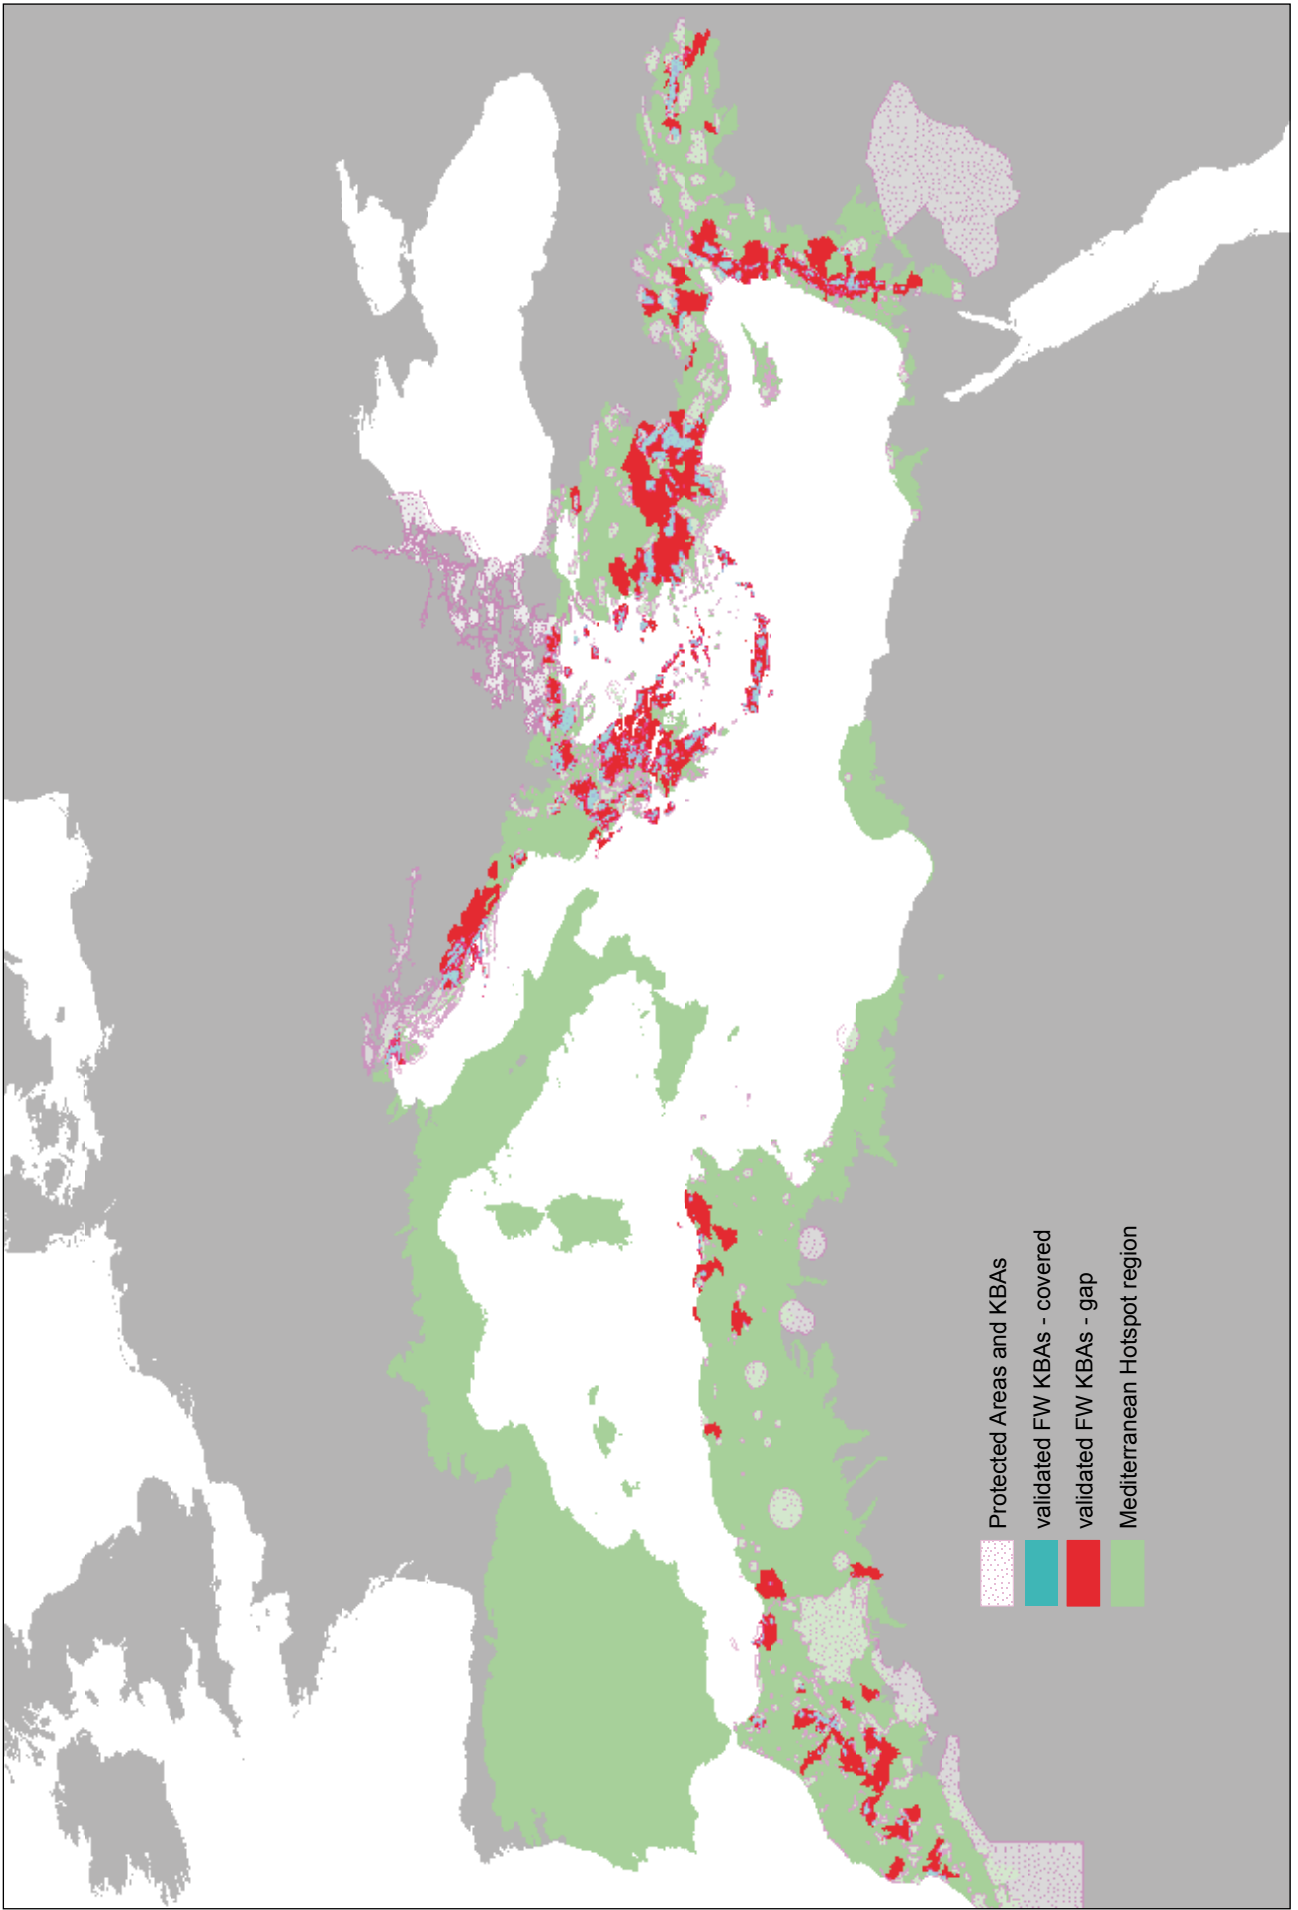 Protected Areas and KBAs
validated FW KBAs - covered
validated FW KBAs - gap
Mediterranean Hotspot region